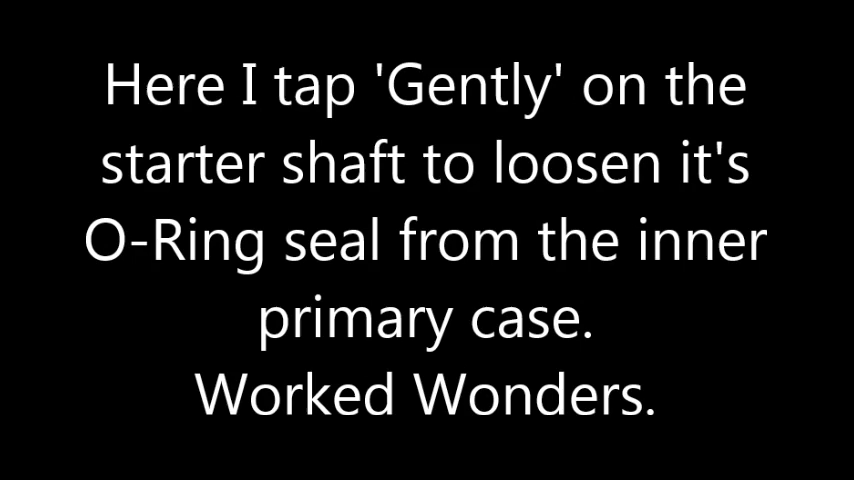 Here I tap 'Gently' on the
starter shaft to loosen it's
O-Ring seal from the inner
primary case.
Worked Wonders.